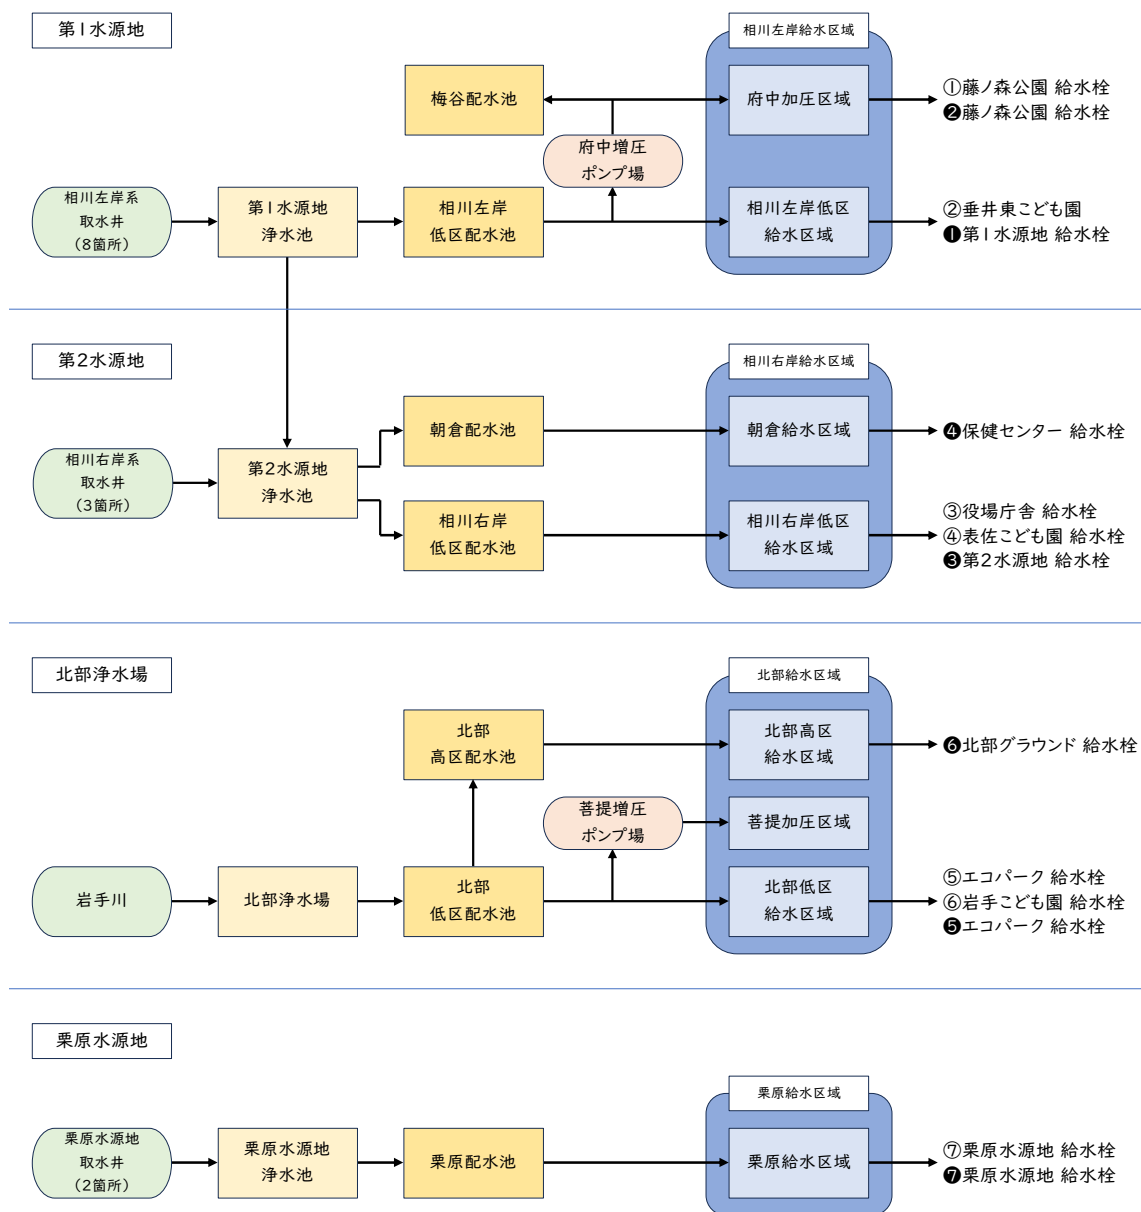 第1水源地
相川左岸給水区域
梅谷配水池
府中加圧区域
①藤ノ森公園 給水栓
❷藤ノ森公園 給水栓
府中増圧
ポンプ場
相川左岸系
取水井
(8箇所)
第1水源地
浄水池
相川左岸
低区配水池
相川左岸低区
給水区域
②垂井東こども園
❶第1水源地 給水栓
第2水源地
相川右岸給水区域
朝倉配水池
朝倉給水区域
❹保健センター 給水栓
相川右岸系
取水井
(3箇所)
第2水源地
浄水池
相川右岸
低区配水池
相川右岸低区
給水区域
③役場庁舎 給水栓
④表佐こども園 給水栓
❸第2水源地 給水栓
北部浄水場
北部給水区域
北部
高区配水池
北部高区
給水区域
❻北部グラウンド 給水栓
菩提増圧
ポンプ場
菩提加圧区域
岩手川
北部浄水場
北部
低区配水池
北部低区
給水区域
⑤エコパーク 給水栓
⑥岩手こども園 給水栓
❺エコパーク 給水栓
栗原水源地
栗原給水区域
栗原水源地
取水井
(2箇所)
栗原水源地
浄水池
栗原配水池
栗原給水区域
⑦栗原水源地 給水栓
❼栗原水源地 給水栓